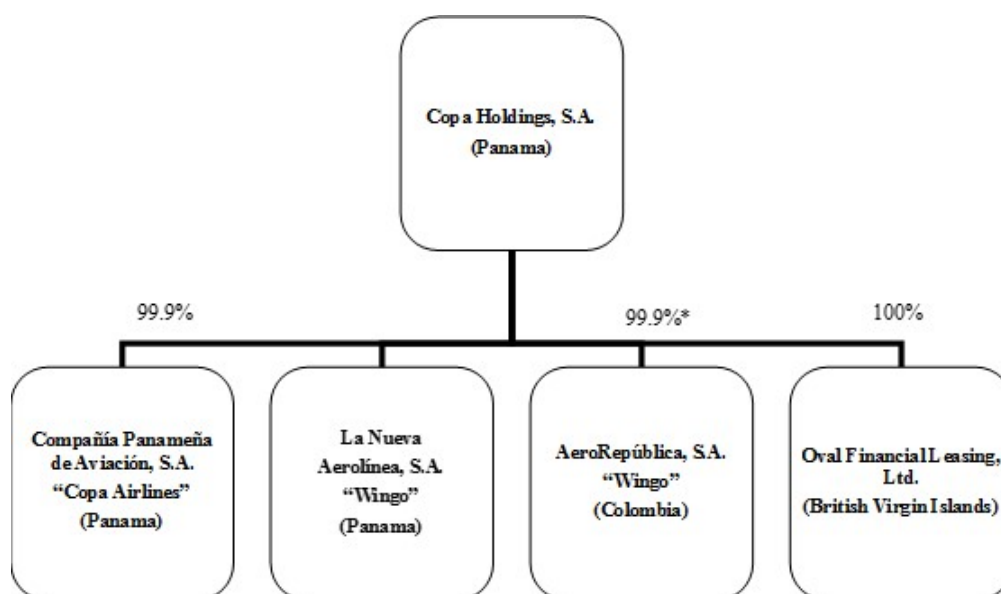 Copa Holdings, S.A.
(Panama)
99.9%
99.9%*
100%
Compañía Panameña
de Aviación, S.A.
“Copa Airlines”
(Panama)
La Nueva
Aerolínea, S.A.
“Wingo”
(Panama)
AeroRepública, S.A.
“Wingo”
(Colombia)
Oval Financial Leasing,
Ltd.
(British Virgin Islands)